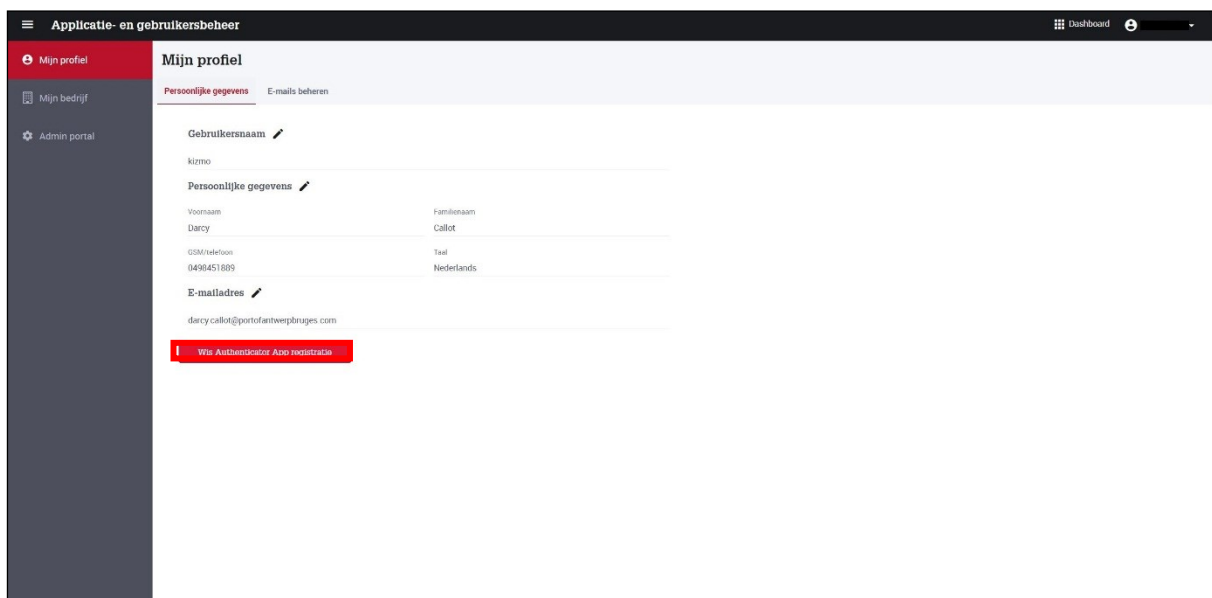 Applicatie- en gebruikersbeheer
Dashboard
Mijn profiel
Mijn bedrijf
Admin portal
Mijn profiel
Persoonlijke gegevens E-mails beheren
Gebruikersnaam
kizmo
Persoonlijke gegevens
Voornaam Familienaam
Darcy Callot
GSM/telefoon Taal
0498451889 Nederlands
E-mailadres
darcy.callot@portofantwerpbruges.com
Wis Authenticator App registratie